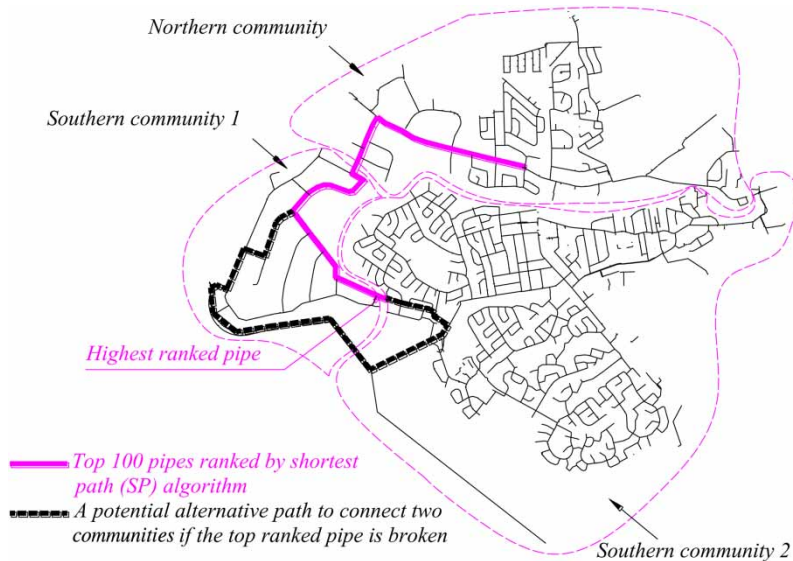 Northern community
Southern community 1
Highest ranked pipe
Top 100 pipes ranked by shortest
path (SP) algorithm
A potential alternative path to connect two
communities if the top ranked pipe is broken
Southern community 2